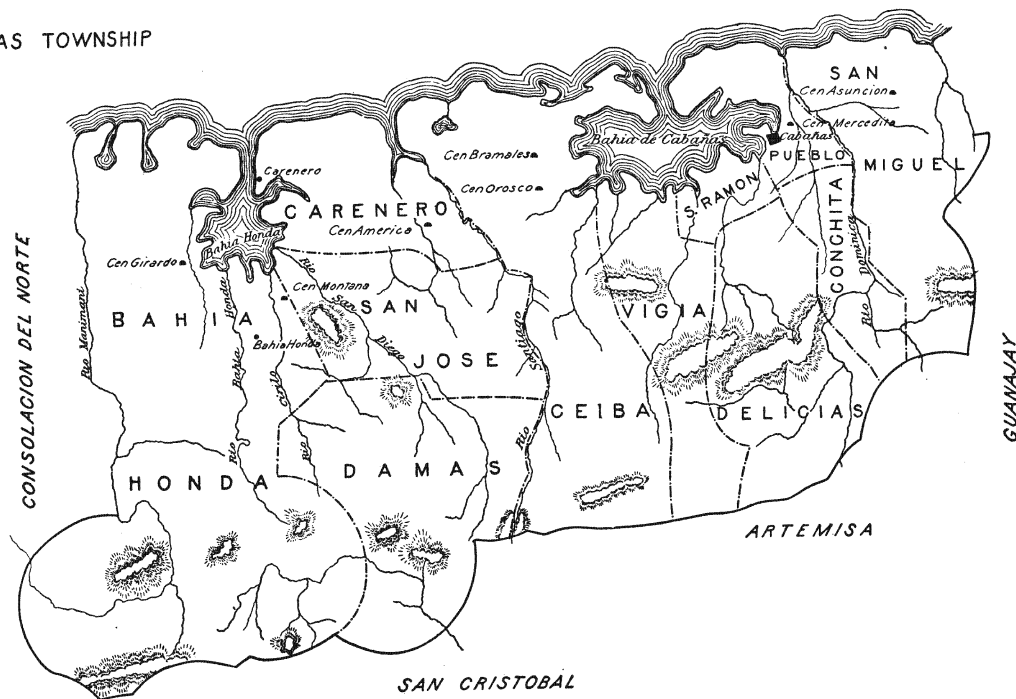 AS TOWNSHIP
SAN
Cen Asuncion
Cen Mercedita
Cabañas
Bahia de Cabañas
PUEBLO
MIGUEL
Cen Bramales
Cen Orosco
S. RAMON
CONCHITA
Rio Dominica
Carenero
CARENERO
Cen America
Bahia Honda
Cen Girardo
Rio San Diego
Cen Montana
SAN
JOSE
BAHIA
HONDA
Bahia Honda
Rio Manimani
Rio Bahia Honda
Rio
Rio Santiago
VIGIA
CEIBA
DELICIAS
DAMAS
CONSOLACION DEL NORTE
GUANAJAY
ARTEMISA
SAN CRISTOBAL